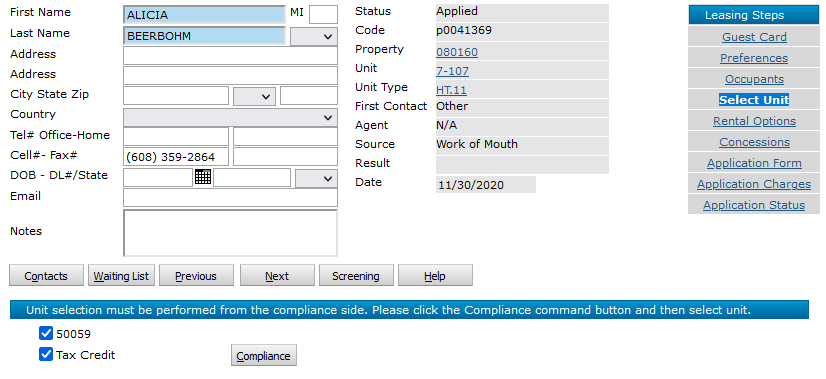 First Name ALICIA MI
Last Name BEERBOHM
Address
Address
City State Zip
Country
Tel# Office-Home
Cell#- Fax# (608) 359-2864
DOB - DL#/State
Email
Notes
Status Applied
Code p0041369
Property 080160
Unit 7-107
Unit Type HT.11
First Contact Other
Agent N/A
Source Work of Mouth
Result
Date 11/30/2020
Leasing Steps
Guest Card
Preferences
Occupants
Select Unit
Rental Options
Concessions
Application Form
Application Charges
Application Status
Contacts Waiting List Previous Next Screening Help
Unit selection must be performed from the compliance side. Please click the Compliance command button and then select unit.
50059
Tax Credit Compliance